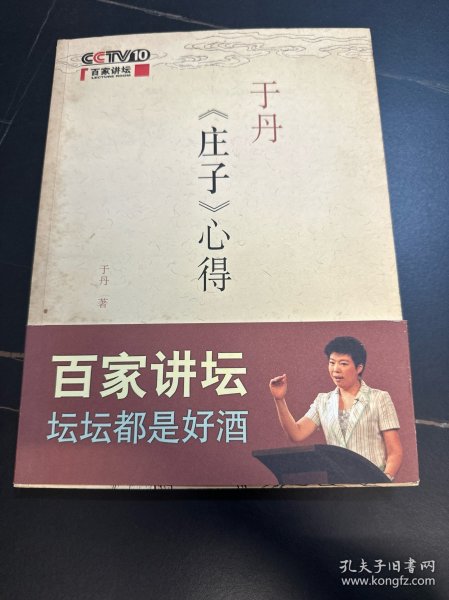 CCTV10
百家讲坛
LECTURE ROOM
于丹
《庄子》心得
于丹 著
百家讲坛
坛坛都是好酒
孔夫子旧书网
www.kongfz.com